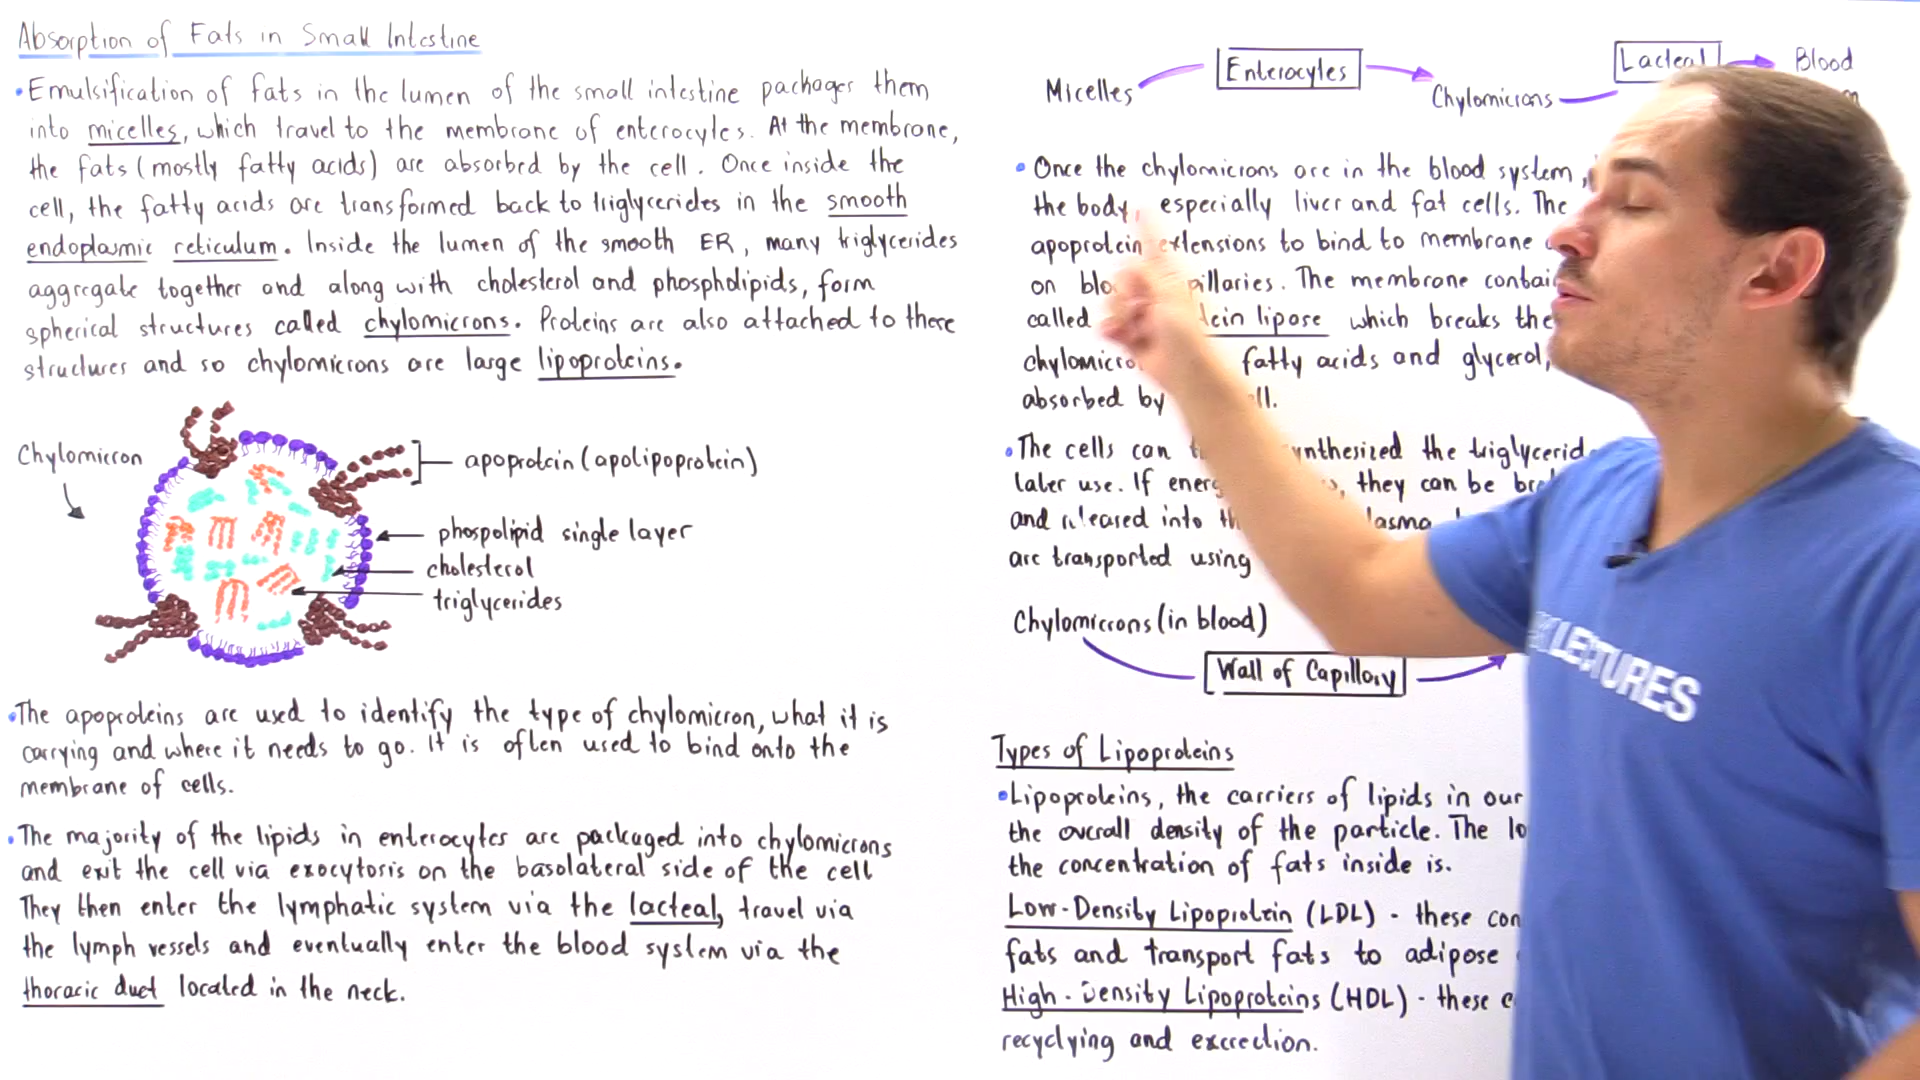 Absorption of Fats in Small Intestine
•Emulsification of fats in the lumen of the small intestine packages them
into micelles, which travel to the membrane of enterocytes. At the membrane,
the fats (mostly fatty acids) are absorbed by the cell. Once inside the
cell, the fatty acids are transformed back to triglycerides in the smooth
endoplasmic reticulum. Inside the lumen of the smooth ER, many triglycerides
aggregate together and along with cholesterol and phospholipids, form
spherical structures called chylomicrons. Proteins are also attached to these
structures and so chylomicrons are large lipoproteins.
Chylomicron
apoprotein (apolipoprotein)
phospolipid single layer
cholesterol
triglycerides
•The apoproteins are used to identify the type of chylomicron, what it is
carrying and where it needs to go. It is often used to bind onto the
membrane of cells.
•The majority of the lipids in enterocytes are packaged into chylomicrons
and exit the cell via exocytosis on the basolateral side of the cell
They then enter the lymphatic system via the lacteal, travel via
the lymph vessels and eventually enter the blood system via the
thoracic duct located in the neck.
Micelles
Enterocytes
Chylomicrons
Lacteal
Blood
•Once the chylomicrons are in the blood system,
the body, especially liver and fat cells. The
apoprotein extensions to bind to membrane
on capillaries. The membrane
called lipase which breaks the
fatty acids and glycerol,
absorbed by
•The cells can the
later use. If they can be
and released into
are transported using
Chylomicrons (in blood)
Wall of Capillary
Types of Lipoproteins
•Lipoproteins, the carriers of lipids in our
the overall density of the particle. The
the concentration of fats inside is.
Low-Density Lipoprotein (LDL) - these
fats and transport fats to adipose
High-Density Lipoproteins (HDL) - these
recyclying and excrection.
LECTURES